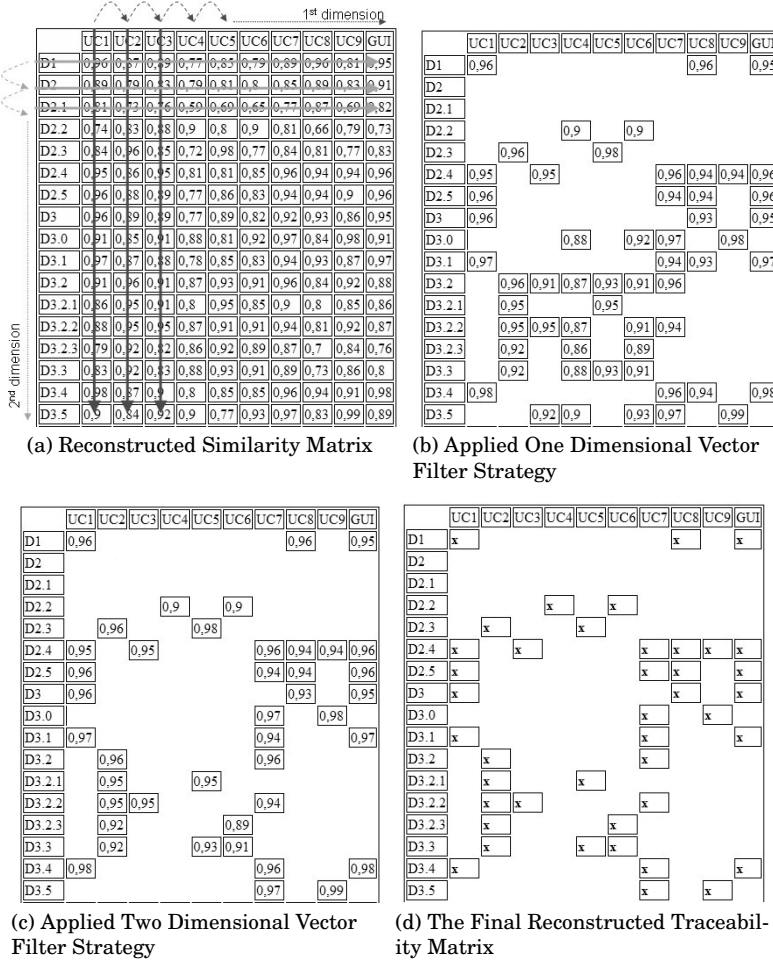 1st dimension
UC1 UC2 UC3 UC4 UC5 UC6 UC7 UC8 UC9 GUI
D1 0,96 0,87 0,89 0,77 0,85 0,79 0,89 0,96 0,81 0,95
D2 0,89 0,79 0,83 0,79 0,81 0,8 0,85 0,89 0,83 0,91
D2.1 0,81 0,73 0,76 0,59 0,69 0,65 0,77 0,87 0,69 0,82
D2.2 0,74 0,83 0,88 0,9 0,8 0,9 0,81 0,66 0,79 0,73
D2.3 0,84 0,96 0,85 0,72 0,98 0,77 0,84 0,81 0,77 0,83
D2.4 0,95 0,86 0,95 0,81 0,81 0,85 0,96 0,94 0,94 0,96
D2.5 0,96 0,88 0,89 0,77 0,86 0,83 0,94 0,94 0,9 0,96
D3 0,96 0,89 0,89 0,77 0,89 0,82 0,92 0,93 0,86 0,95
D3.0 0,91 0,85 0,91 0,88 0,81 0,92 0,97 0,84 0,98 0,91
D3.1 0,97 0,87 0,88 0,78 0,85 0,83 0,94 0,93 0,87 0,97
D3.2 0,91 0,96 0,91 0,87 0,93 0,91 0,96 0,84 0,92 0,88
D3.2.1 0,86 0,95 0,91 0,8 0,95 0,85 0,9 0,8 0,85 0,86
D3.2.2 0,88 0,95 0,95 0,87 0,91 0,91 0,94 0,81 0,92 0,87
D3.2.3 0,79 0,92 0,82 0,86 0,92 0,89 0,87 0,7 0,84 0,76
D3.3 0,83 0,92 0,83 0,88 0,93 0,91 0,89 0,73 0,86 0,8
D3.4 0,98 0,87 0,9 0,8 0,85 0,85 0,96 0,94 0,91 0,98
D3.5 0,9 0,84 0,92 0,9 0,77 0,93 0,97 0,83 0,99 0,89
2nd dimension
(a) Reconstructed Similarity Matrix
UC1 UC2 UC3 UC4 UC5 UC6 UC7 UC8 UC9 GUI
D1 0,96 0,96 0,95
D2
D2.1
D2.2 0,9 0,9
D2.3 0,96 0,98
D2.4 0,95 0,95 0,96 0,94 0,94 0,96
D2.5 0,96 0,94 0,94 0,96
D3 0,96 0,93 0,95
D3.0 0,88 0,92 0,97 0,98
D3.1 0,97 0,94 0,93 0,97
D3.2 0,96 0,91 0,87 0,93 0,91 0,96
D3.2.1 0,95 0,95
D3.2.2 0,95 0,95 0,87 0,91 0,94
D3.2.3 0,92 0,86 0,89
D3.3 0,92 0,88 0,93 0,91
D3.4 0,98 0,96 0,94 0,98
D3.5 0,92 0,9 0,93 0,97 0,99
(b) Applied One Dimensional Vector
Filter Strategy
UC1 UC2 UC3 UC4 UC5 UC6 UC7 UC8 UC9 GUI
D1 0,96 0,96 0,95
D2
D2.1
D2.2 0,9 0,9
D2.3 0,96 0,98
D2.4 0,95 0,95 0,96 0,94 0,94 0,96
D2.5 0,96 0,94 0,94 0,96
D3 0,96 0,93 0,95
D3.0 0,97 0,98
D3.1 0,97 0,94 0,97
D3.2 0,96 0,96
D3.2.1 0,95 0,95
D3.2.2 0,95 0,95 0,94
D3.2.3 0,92 0,89
D3.3 0,92 0,93 0,91
D3.4 0,98 0,96 0,98
D3.5 0,97 0,99
(c) Applied Two Dimensional Vector
Filter Strategy
UC1 UC2 UC3 UC4 UC5 UC6 UC7 UC8 UC9 GUI
D1 x x x
D2
D2.1
D2.2 x x
D2.3 x x
D2.4 x x x x x x
D2.5 x x x x
D3 x x x
D3.0 x x
D3.1 x x x
D3.2 x x
D3.2.1 x x
D3.2.2 x x x
D3.2.3 x x
D3.3 x x x
D3.4 x x x
D3.5 x x
(d) The Final Reconstructed Traceabil-
ity Matrix